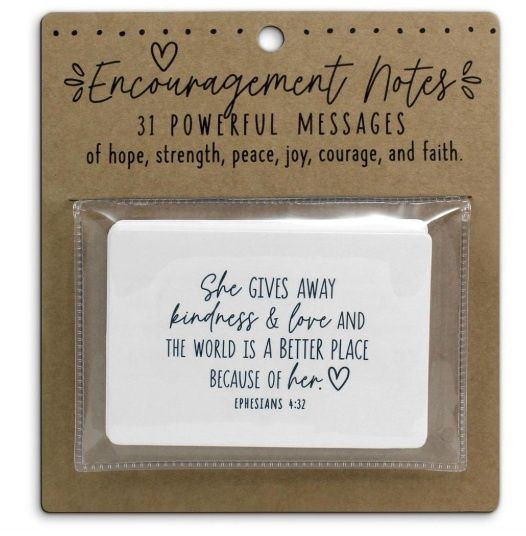 Encouragement Notes
31 POWERFUL MESSAGES
of hope, strength, peace, joy, courage, and faith.
She GIVES AWAY
kindness & love AND
THE WORLD IS A BETTER PLACE
BECAUSE OF her.
EPHESIANS 4:32